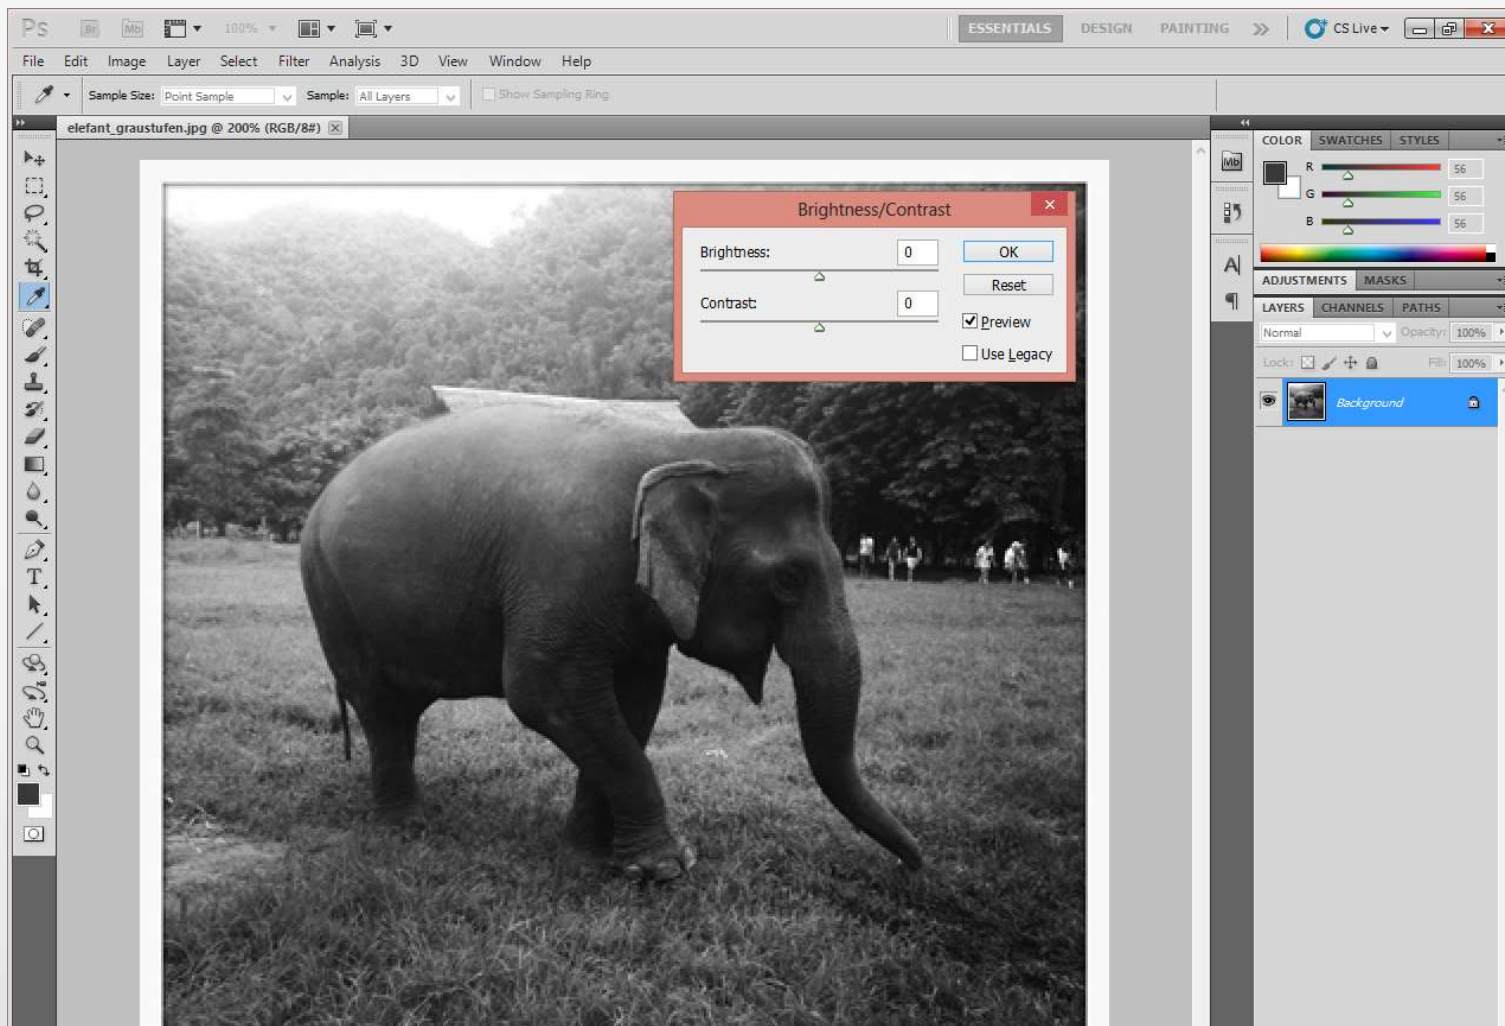 Ps Br Mb 100% ESSENTIALS DESIGN PAINTING CS Live
File Edit Image Layer Select Filter Analysis 3D View Window Help
Sample Size: Point Sample Sample: All Layers Show Sampling Ring
elefant_graustufen.jpg @ 200% (RGB/8#)
Brightness/Contrast
Brightness: 0 OK
Reset
Contrast: 0
Preview
Use Legacy
Mb
COLOR SWATCHES STYLES
R 56
G 56
B 56
ADJUSTMENTS MASKS
LAYERS CHANNELS PATHS
Normal Opacity: 100%
Lock: Fill: 100%
Background